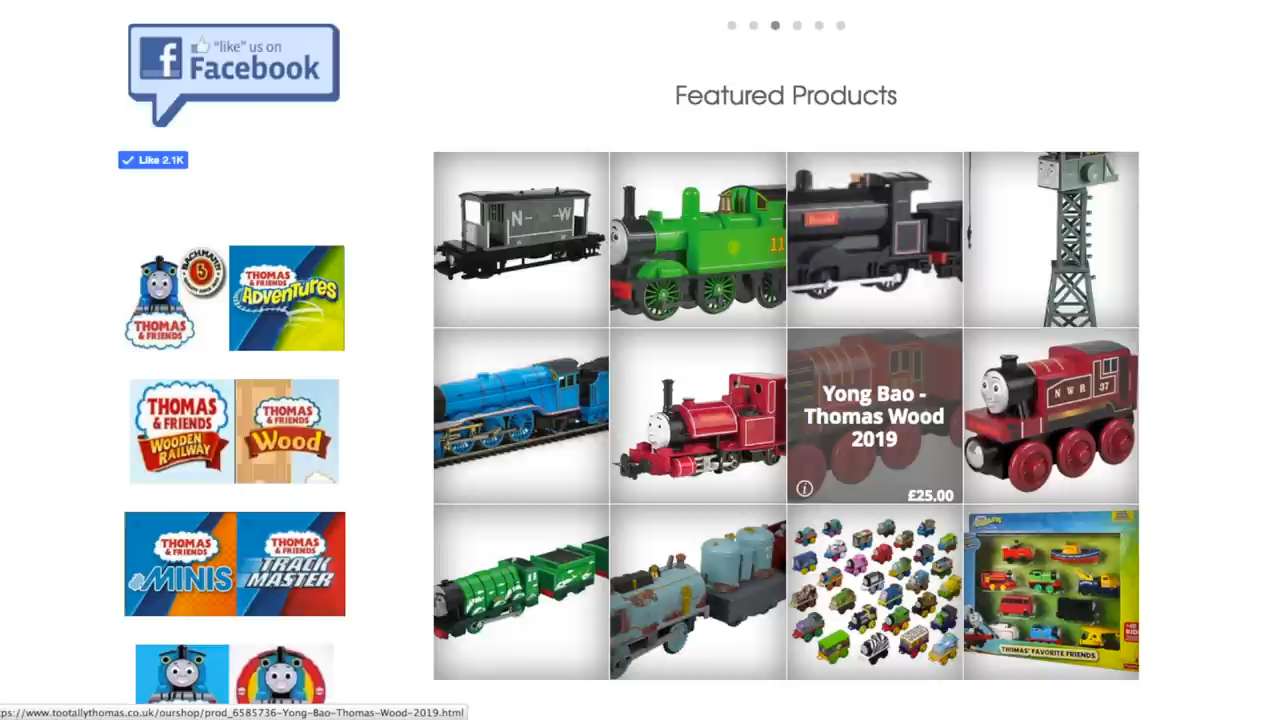 "like" us on
Facebook
Like 2.1K
Featured Products
N W
11
BACHMANN
B
THOMAS
& FRIENDS
THOMAS
& FRIENDS
ADVENTURES
THOMAS
& FRIENDS
WOODEN
RAILWAY
THOMAS
& FRIENDS
Wood
Yong Bao -
Thomas Wood
2019
£25.00
NWR 37
THOMAS
& FRIENDS
MINIS
THOMAS
& FRIENDS
TRACK
MASTER
THOMAS' FAVORITE FRIENDS
ps://www.tootallythomas.co.uk/ourshop/prod_6585736-Yong-Bao-Thomas-Wood-2019.html